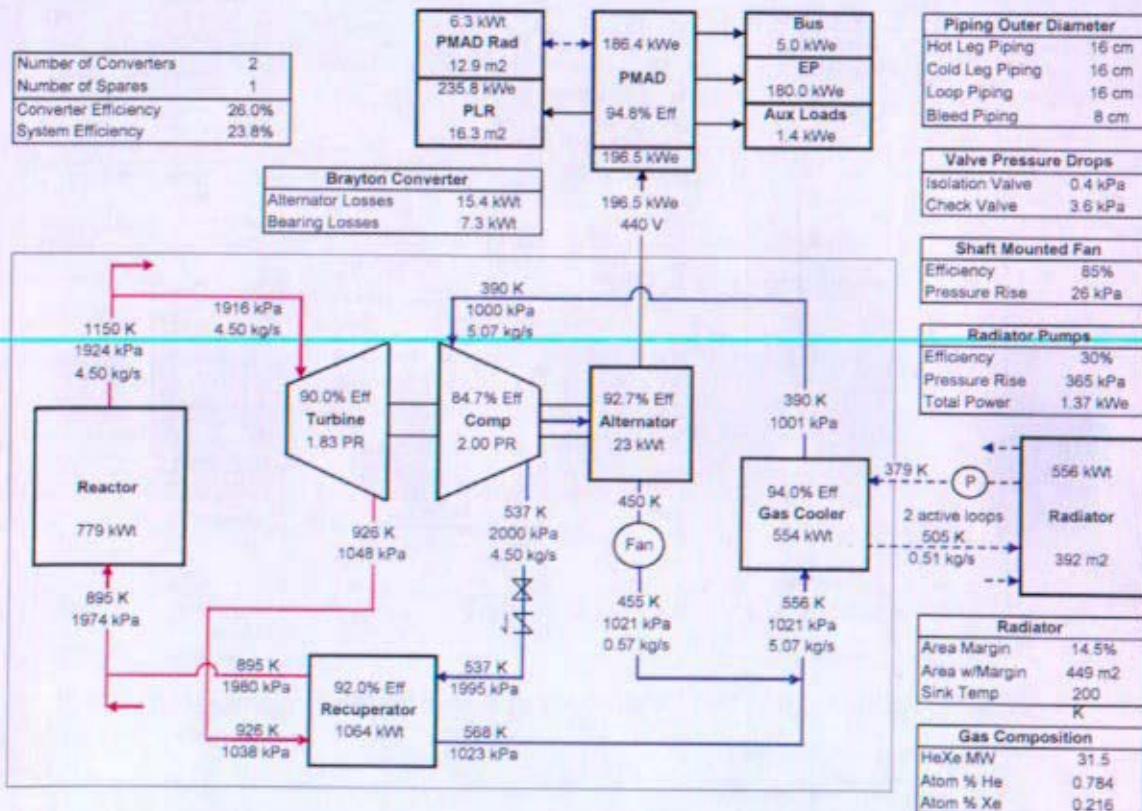 Number of Converters 2
Number of Spares 1
Converter Efficiency 26.0%
System Efficiency 23.8%
6.3 kWt
PMAD Rad
12.9 m2
235.8 kWe
PLR
16.3 m2
186.4 kWe
PMAD
94.8% Eff
196.5 kWe
Bus
5.0 kWe
EP
180.0 kWe
Aux Loads
1.4 kWe
Piping Outer Diameter
Hot Leg Piping 16 cm
Cold Leg Piping 16 cm
Loop Piping 16 cm
Bleed Piping 8 cm
Brayton Converter
Alternator Losses 15.4 kWt
Bearing Losses 7.3 kWt
196.5 kWe
440 V
Valve Pressure Drops
Isolation Valve 0.4 kPa
Check Valve 3.6 kPa
Shaft Mounted Fan
Efficiency 85%
Pressure Rise 26 kPa
Radiator Pumps
Efficiency 30%
Pressure Rise 365 kPa
Total Power 1.37 kWe
1150 K
1924 kPa
4.50 kg/s
1916 kPa
4.50 kg/s
390 K
1000 kPa
5.07 kg/s
90.0% Eff
Turbine
1.83 PR
84.7% Eff
Comp
2.00 PR
92.7% Eff
Alternator
23 kWt
390 K
1001 kPa
Reactor
779 kWt
926 K
1048 kPa
537 K
2000 kPa
4.50 kg/s
450 K
Fan
94.0% Eff
Gas Cooler
554 kWt
379 K
P
2 active loops
505 K
0.51 kg/s
556 kWt
Radiator
392 m2
895 K
1974 kPa
455 K
1021 kPa
0.57 kg/s
556 K
1021 kPa
5.07 kg/s
895 K
1980 kPa
92.0% Eff
Recuperator
1064 kWt
537 K
1995 kPa
926 K
1038 kPa
568 K
1023 kPa
Radiator
Area Margin 14.5%
Area w/Margin 449 m2
Sink Temp 200
K
Gas Composition
HeXe MW 31.5
Atom % He 0.784
Atom % Xe 0.216